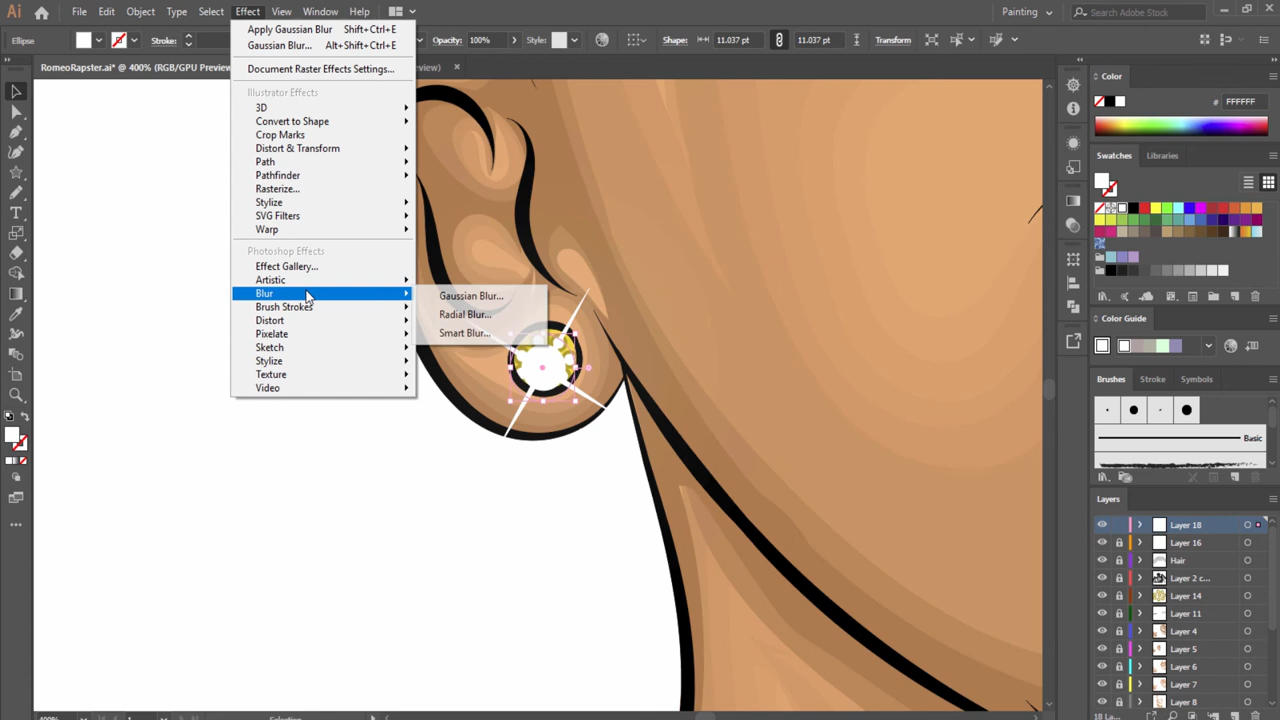 Ai File Edit Object Type Select Effect View Window Help Painting Search Adobe Stock
Ellipse Stroke: Opacity: 100% Style: Shape: 11.037 pt 11.037 pt Transform
RomeoRapster.ai* @ 400% (RGB/GPU Preview view)
Apply Gaussian Blur Shift+Ctrl+E
Gaussian Blur... Alt+Shift+Ctrl+E
Document Raster Effects Settings...
Illustrator Effects
3D
Convert to Shape
Crop Marks
Distort & Transform
Path
Pathfinder
Rasterize...
Stylize
SVG Filters
Warp
Photoshop Effects
Effect Gallery...
Artistic
Blur
Brush Strokes
Distort
Pixelate
Sketch
Stylize
Texture
Video
Gaussian Blur...
Radial Blur...
Smart Blur...
Color
# FFFFFF
Swatches Libraries
Color Guide
Brushes Stroke Symbols
Basic
Layers
Layer 18
Layer 16
Hair
Layer 2 c...
Layer 14
Layer 11
Layer 4
Layer 5
Layer 6
Layer 7
Layer 8